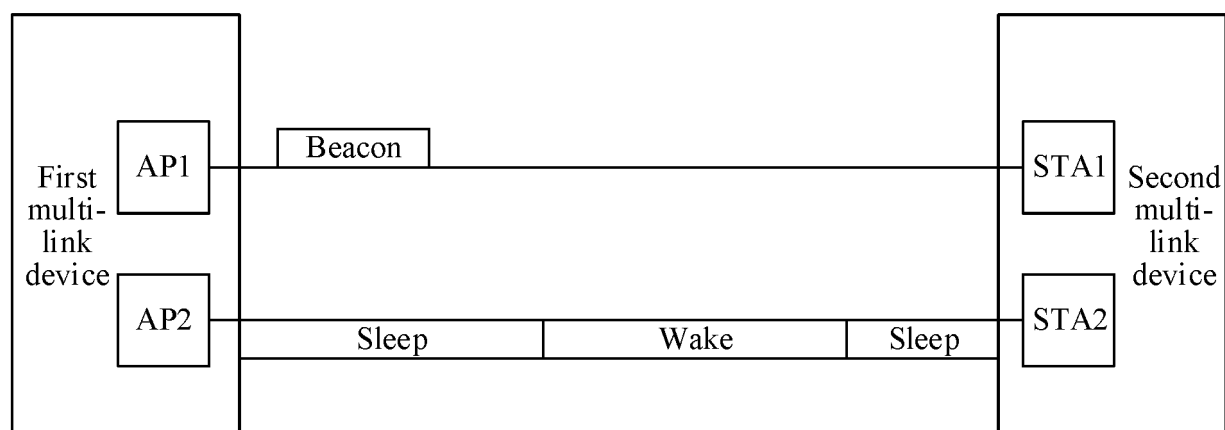 Beacon
AP1
STA1
First
multi-
link
device
Second
multi-
link
device
AP2
STA2
Sleep
Wake
Sleep